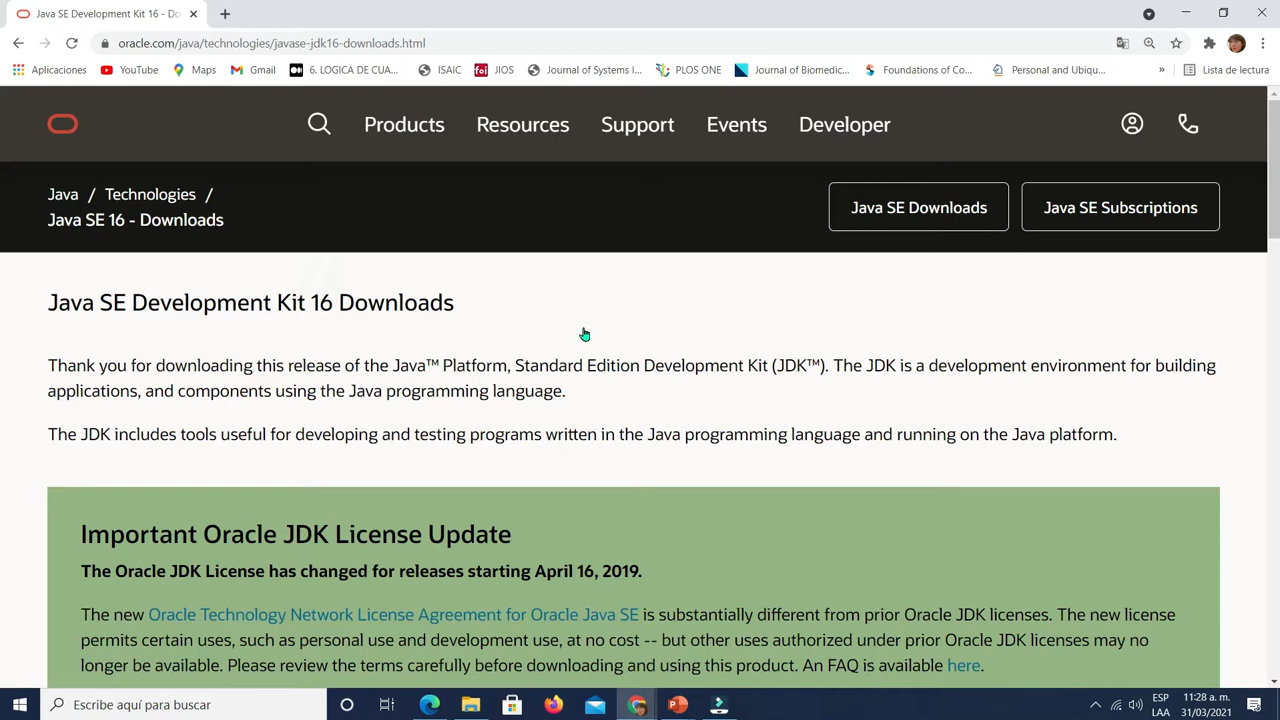 Java SE Development Kit 16 - Do
oracle.com/java/technologies/javase-jdk16-downloads.html
Aplicaciones
YouTube
Maps
Gmail
6. LOGICA DE CUA...
ISAIC
foi JIOS
Journal of Systems I...
PLOS ONE
Journal of Biomedic...
Foundations of Co...
Personal and Ubiqu...
»
Lista de lectura
Products
Resources
Support
Events
Developer
Java / Technologies /
Java SE 16 - Downloads
Java SE Downloads
Java SE Subscriptions
Java SE Development Kit 16 Downloads
Thank you for downloading this release of the Java™ Platform, Standard Edition Development Kit (JDK™). The JDK is a development environment for building
applications, and components using the Java programming language.
The JDK includes tools useful for developing and testing programs written in the Java programming language and running on the Java platform.
Important Oracle JDK License Update
The Oracle JDK License has changed for releases starting April 16, 2019.
The new Oracle Technology Network License Agreement for Oracle Java SE is substantially different from prior Oracle JDK licenses. The new license
permits certain uses, such as personal use and development use, at no cost -- but other uses authorized under prior Oracle JDK licenses may no
longer be available. Please review the terms carefully before downloading and using this product. An FAQ is available here.
Escribe aquí para buscar
ESP
LAA
11:28 a. m.
31/03/2021